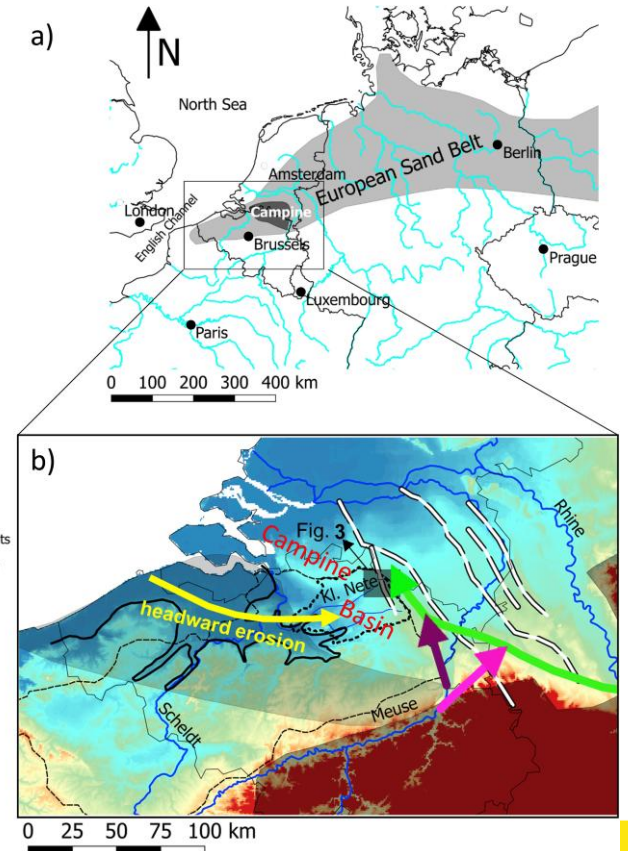 a)
N
North Sea
Amsterdam
European Sand Belt
Berlin
London
English Channel
Campine
Brussels
Prague
Luxembourg
Paris
0 100 200 300 400 km
b)
ts
Fig. 3
Rhine
Campine
Kl. Nete
Basin
headward erosion
Meuse
Scheldt
0 25 50 75 100 km